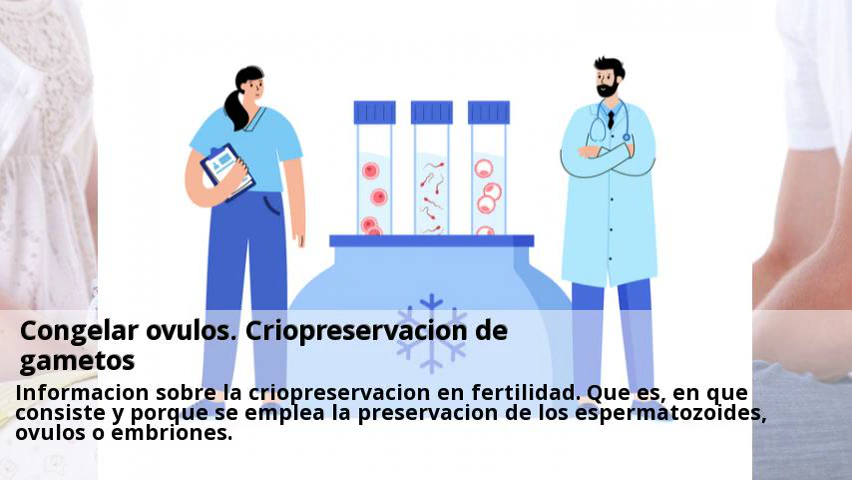 Congelar ovulos. Criopreservacion de
gametos
Informacion sobre la criopreservacion en fertilidad. Que es, en que
consiste y porque se emplea la preservacion de los espermatozoides,
ovulos o embriones.